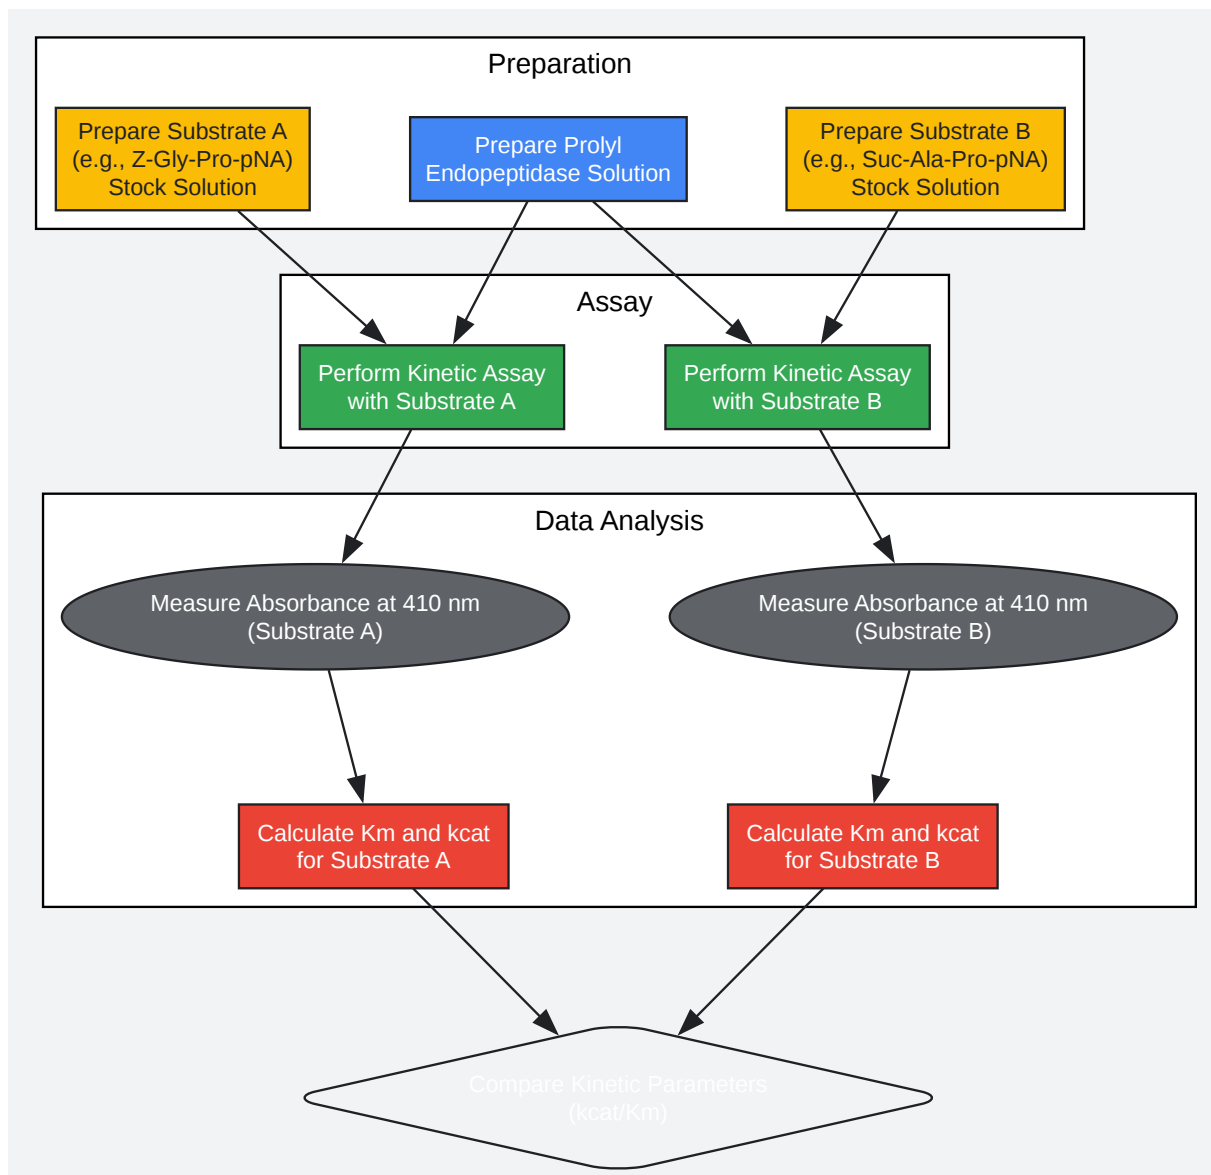 Preparation
Prepare Substrate A
(e.g., Z-Gly-Pro-pNA)
Stock Solution
Prepare Prolyl
Endopeptidase Solution
Prepare Substrate B
(e.g., Suc-Ala-Pro-pNA)
Stock Solution
Assay
Perform Kinetic Assay
with Substrate A
Perform Kinetic Assay
with Substrate B
Data Analysis
Measure Absorbance at 410 nm
(Substrate A)
Measure Absorbance at 410 nm
(Substrate B)
Calculate Km and kcat
for Substrate A
Calculate Km and kcat
for Substrate B
Compare Kinetic Parameters
(kcat/Km)